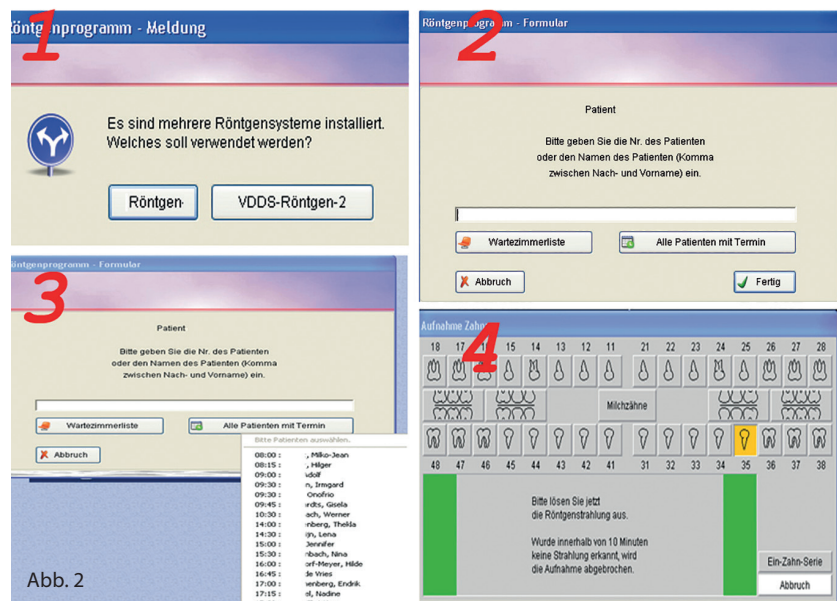 1
Röntgenprogramm - Meldung
Es sind mehrere Röntgensysteme installiert.
Welches soll verwendet werden?
Röntgen-
VDDS-Röntgen-2
2
Röntgenprogramm - Formular
Patient
Bitte geben Sie die Nr. des Patienten
oder den Namen des Patienten (Komma
zwischen Nach- und Vorname) ein.
Wartezimmerliste
Alle Patienten mit Termin
Abbruch
Fertig
3
Röntgenprogramm - Formular
Patient
Bitte geben Sie die Nr. des Patienten
oder den Namen des Patienten (Komma
zwischen Nach- und Vorname) ein.
Wartezimmerliste
Alle Patienten mit Termin
Abbruch
Bitte Patienten auswählen.
08:00 : , Milko-Jean
08:15 : , Hilger
09:00 : dolf
09:30 : n, Irmgard
09:30 : Onofrio
09:45 : rdts, Gisela
10:30 : ach, Werner
14:00 : nberg, Thekla
14:30 : ijn, Lena
15:00 : Jennifer
15:30 : nbach, Nina
16:00 : orf-Meyer, Hilde
16:45 : de Vries
17:00 : enberg, Endrik
17:15 : el, Nadine
Abb. 2
4
Aufnahme Zahn
18 17 1 15 14 13 12 11 21 22 23 24 25 26 27 28
Milchzähne
48 47 46 45 44 43 42 41 31 32 33 34 35 36 37 38
Bitte lösen Sie jetzt
die Röntgenstrahlung aus.
Wurde innerhalb von 10 Minuten
keine Strahlung erkannt, wird
die Aufnahme abgebrochen.
Ein-Zahn-Serie
Abbruch